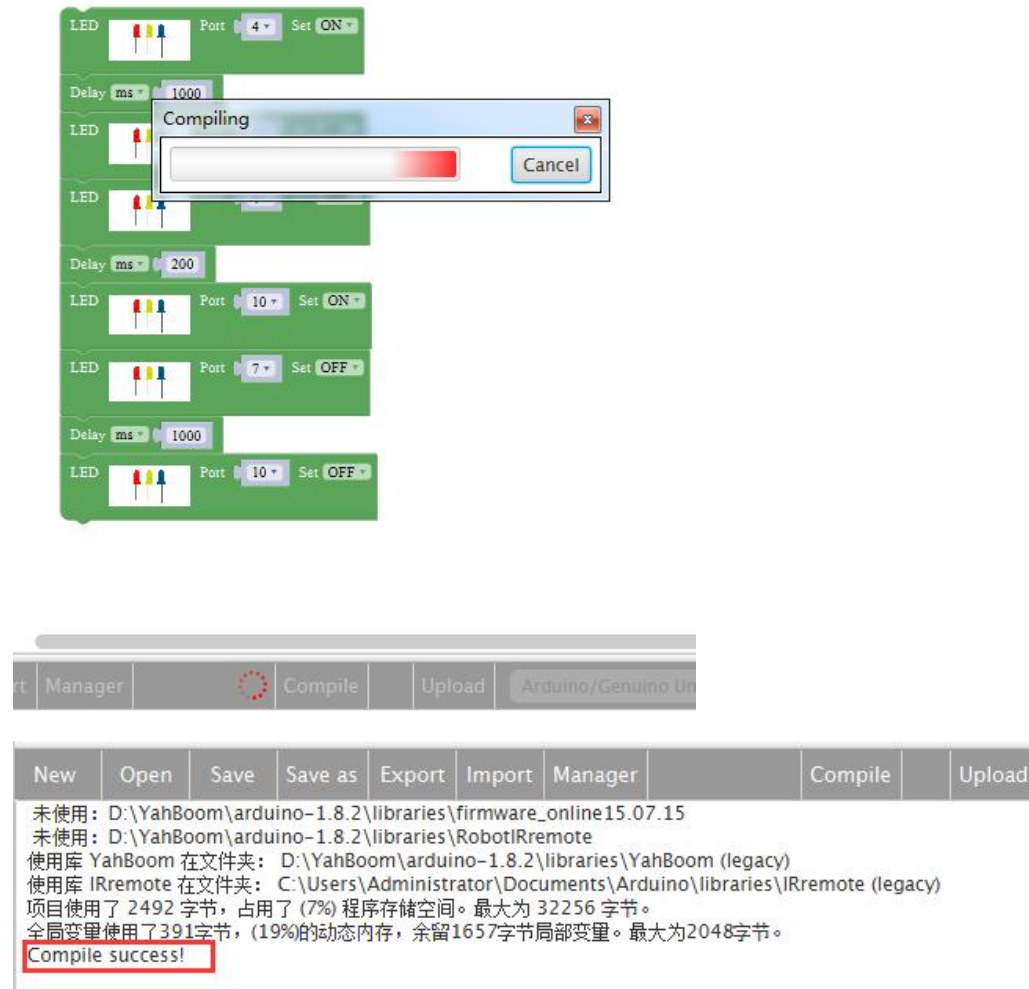 LED Port 4 Set ON
Delay ms 1000
Compiling
LED
Cancel
LED
Delay ms 200
LED Port 10 Set ON
LED Port 7 Set OFF
Delay ms 1000
LED Port 10 Set OFF
Manager Compile Upload Arduino/Genuino Un
New Open Save Save as Export Import Manager Compile Upload
未使用: D:\YahBoom\arduino-1.8.2\libraries\firmware_online15.07.15
未使用: D:\YahBoom\arduino-1.8.2\libraries\RobotIRremote
使用库 YahBoom 在文件夹: D:\YahBoom\arduino-1.8.2\libraries\YahBoom (legacy)
使用库 IRremote 在文件夹: C:\Users\Administrator\Documents\Arduino\libraries\IRremote (legacy)
项目使用了 2492 字节，占用了 (7%) 程序存储空间。最大为 32256 字节。
全局变量使用了391字节，(19%)的动态内存，余留1657字节局部变量。最大为2048字节。
Compile success!